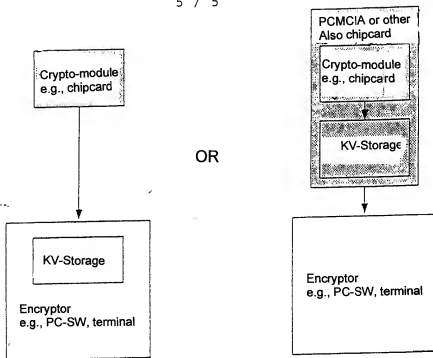 5 / 5
Crypto-module
e.g., chipcard
KV-Storage
Encryptor
e.g., PC-SW, terminal
OR
PCMCIA or other
Also chipcard
Crypto-module
e.g., chipcard
KV-Storage
Encryptor
e.g., PC-SW, terminal